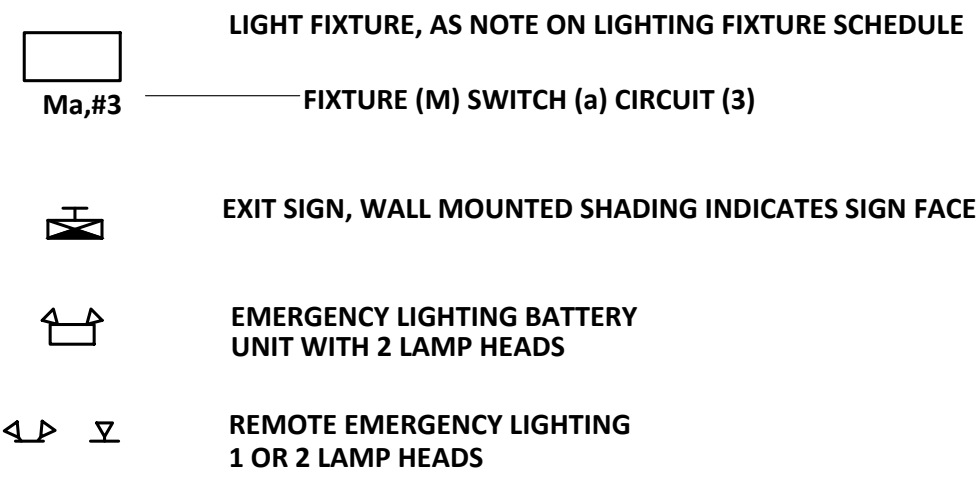 LIGHT FIXTURE, AS NOTE ON LIGHTING FIXTURE SCHEDULE
Ma,#3 FIXTURE (M) SWITCH (a) CIRCUIT (3)
EXIT SIGN, WALL MOUNTED SHADING INDICATES SIGN FACE
EMERGENCY LIGHTING BATTERY
UNIT WITH 2 LAMP HEADS
REMOTE EMERGENCY LIGHTING
1 OR 2 LAMP HEADS